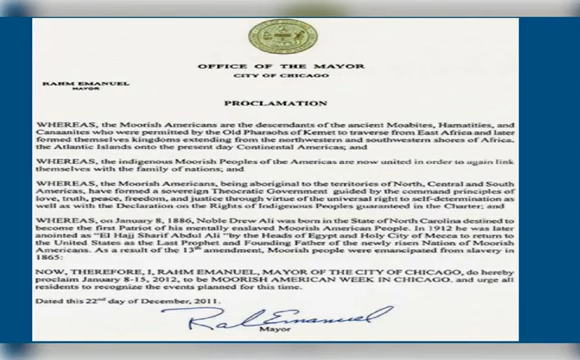 OFFICE OF THE MAYOR
CITY OF CHICAGO
RAHM EMANUEL
MAYOR
PROCLAMATION
WHEREAS, the Moorish Americans are the descendants of the ancient Moabites, Hamatities, and
Canaanites who were permitted by the Old Pharaohs of Kemet to traverse from East Africa and later
formed themselves kingdoms extending from the northwestern and southwestern shores of Africa,
the Atlantic Islands onto the present day Continental Americas; and
WHEREAS, the indigenous Moorish Peoples of the Americas are now united in order to again link
themselves with the family of nations; and
WHEREAS, the Moorish Americans, being aboriginal to the territories of North, Central and South
Americas, have formed a sovereign Theocratic Government guided by the command principles of
love, truth, peace, freedom, and justice through virtue of the universal right to self-determination as
well as with the Declaration on the Rights of Indigenous Peoples guaranteed in the Charter; and
WHEREAS, on January 8, 1886, Noble Drew Ali was born in the State of North Carolina destined to
become the first Patriot of his mentally enslaved Moorish American People. In 1912 he was later
anointed as "El Hajj Sharif Abdul Ali "by the Heads of Egypt and Holy City of Mecca to return to
the United States as the Last Prophet and Founding Father of the newly risen Nation of Moorish
Americans. As a result of the 13th amendment, Moorish people were emancipated from slavery in
1865:
NOW, THEREFORE, I, RAHM EMANUEL, MAYOR OF THE CITY OF CHICAGO, do hereby
proclaim January 8-15, 2012, to be MOORISH AMERICAN WEEK IN CHICAGO, and urge all
residents to recognize the events planned for this time.
Dated this 22nd day of December, 2011.
Rahm Emanuel
Mayor